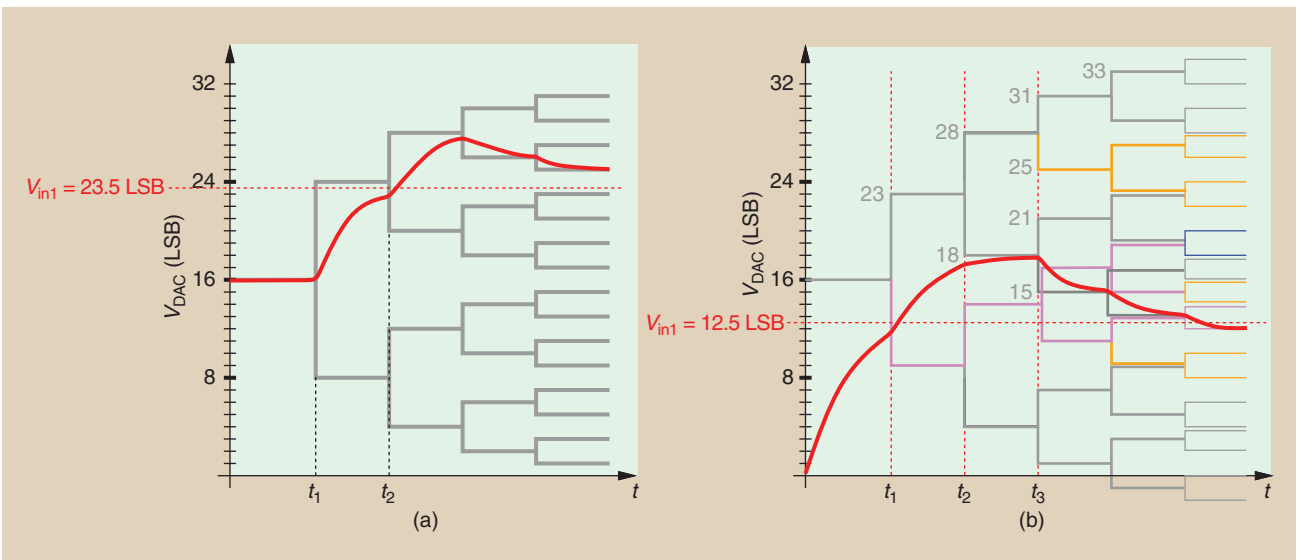 32
24
16
8
V_DAC (LSB)
V_in1 = 23.5 LSB
t_1
t_2
t
(a)
32
24
16
8
V_DAC (LSB)
V_in1 = 12.5 LSB
33
31
28
25
23
21
18
15
t_1
t_2
t_3
t
(b)